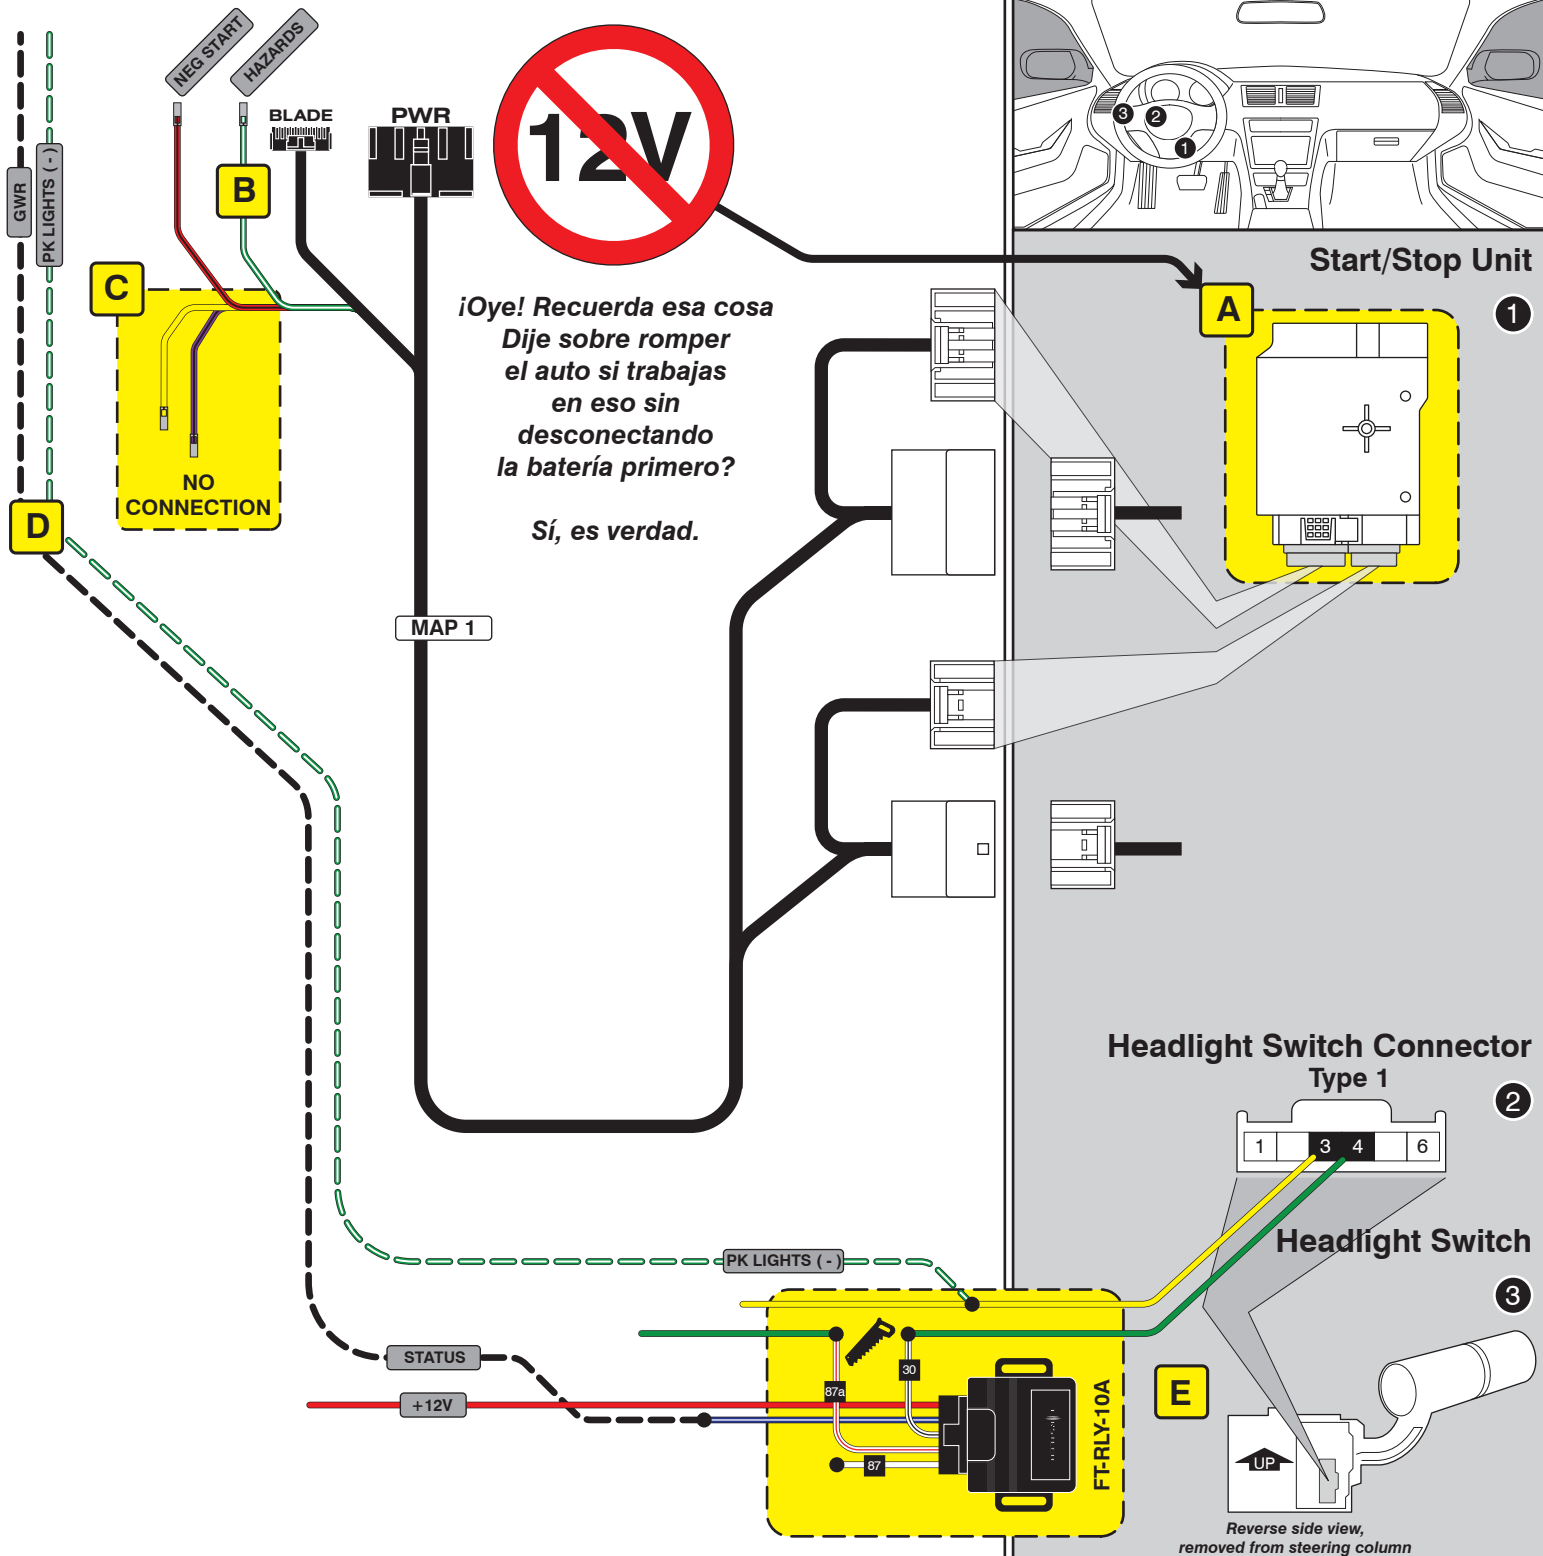 NEG START
HAZARDS
BLADE
PWR
12V
GWR
PK LIGHTS ( - )
B
C
NO
CONNECTION
D
¡Oye! Recuerda esa cosa
Dije sobre romper
el auto si trabajas
en eso sin
desconectando
la batería primero?
Sí, es verdad.
MAP 1
3
2
1
Start/Stop Unit
1
A
Headlight Switch Connector
Type 1
2
1 3 4 6
Headlight Switch
3
PK LIGHTS ( - )
STATUS
+12V
87a
30
87
FT-RLY-10A
E
UP
Reverse side view,
removed from steering column